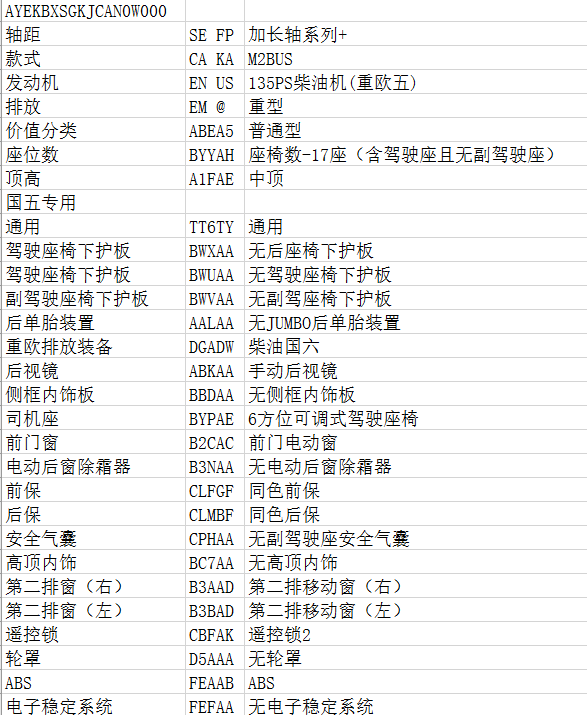 AYEKBXSGKJCANOW000
轴距 SE FP 加长轴系列+
款式 CA KA M2BUS
发动机 EN US 135PS柴油机(重欧五)
排放 EM @ 重型
价值分类 ABEA5 普通型
座位数 BYYAH 座椅数-17座（含驾驶座且无副驾驶座）
顶高 A1FAE 中顶
国五专用
通用 TT6TY 通用
驾驶座椅下护板 BWXAA 无后座椅下护板
驾驶座椅下护板 BWUAA 无驾驶座椅下护板
副驾驶座椅下护板 BWVAA 无副驾座椅下护板
后单胎装置 AALAA 无JUMBO后单胎装置
重欧排放装备 DGADW 柴油国六
后视镜 ABKAA 手动后视镜
侧框内饰板 BBDAA 无侧框内饰板
司机座 BYPAE 6方位可调式驾驶座椅
前门窗 B2CAC 前门电动窗
电动后窗除霜器 B3NAA 无电动后窗除霜器
前保 CLFGF 同色前保
后保 CLMBF 同色后保
安全气囊 CPHAA 无副驾驶座安全气囊
高顶内饰 BC7AA 无高顶内饰
第二排窗（右） B3AAD 第二排移动窗（右）
第二排窗（左） B3BAD 第二排移动窗（左）
遥控锁 CBFAK 遥控锁2
轮罩 D5AAA 无轮罩
ABS FEAAB ABS
电子稳定系统 FEFAA 无电子稳定系统